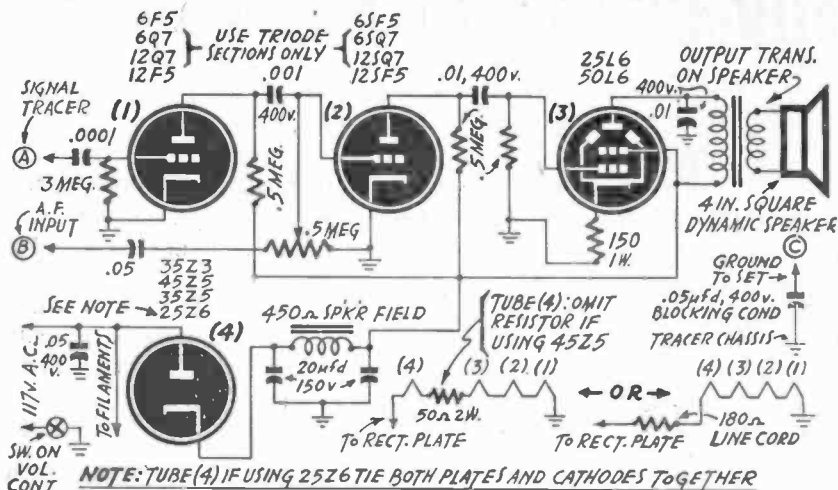 6F5
6Q7
12Q7
12F5
USE TRIODE
SECTIONS ONLY
6SF5
6SQ7
12SQ7
12SF5
SIGNAL
TRACER
A
.0001
3 MEG.
(1)
.001
400v.
(2)
.01, 400v.
25L6
50L6
(3)
400v.
.01
OUTPUT TRANS.
ON SPEAKER
4 IN. SQUARE
DYNAMIC SPEAKER
.5 MEG.
.5 MEG.
150
1W.
A.F.
INPUT
B
.05
.5 MEG
35Z3
45Z5
35Z5
25Z6
SEE NOTE
(4)
.05
400
v.
117v. A.C.
TO FILAMENTS
SW. ON
VOL.
CONT
450Ω SP'K'R FIELD
20µfd
150v
TUBE (4): OMIT
RESISTOR IF
USING 45Z5
(4)
(3)
(2)
(1)
50Ω 2W.
TO RECT. PLATE
OR
(4) (3) (2) (1)
TO RECT. PLATE
180Ω
LINE CORD
C
GROUND
TO SET
.05µfd, 400v.
BLOCKING COND
TRACER CHASSIS
NOTE: TUBE (4) IF USING 25Z6 TIE BOTH PLATES AND CATHODES TOGETHER